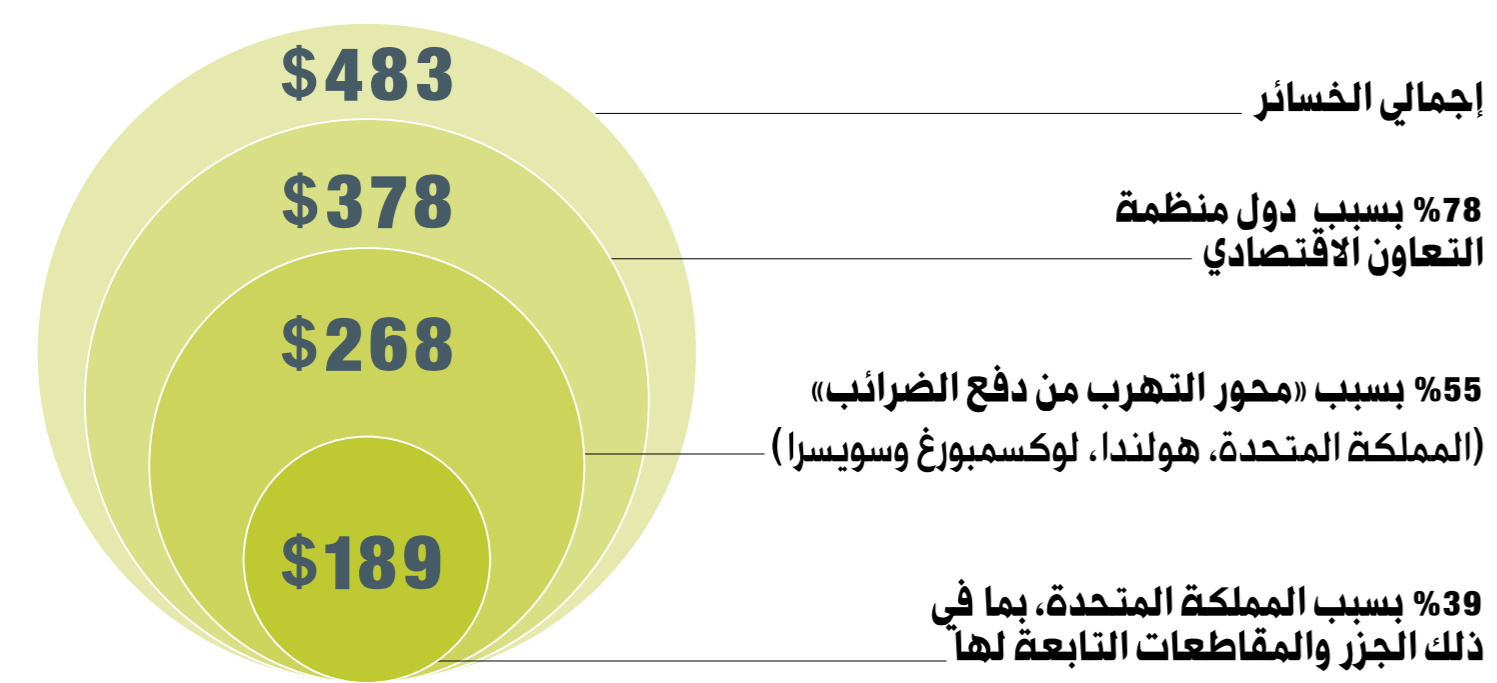 $483
إجمالي الخسائر
$378
%78 بسبب دول منظمة
التعاون الاقتصادي
$268
%55 بسبب «محور التهرب من دفع الضرائب»
(المملكة المتحدة، هولندا، لوكسمبورغ وسويسرا)
$189
%39 بسبب المملكة المتحدة، بما في
ذلك الجزر والمقاطعات التابعة لها